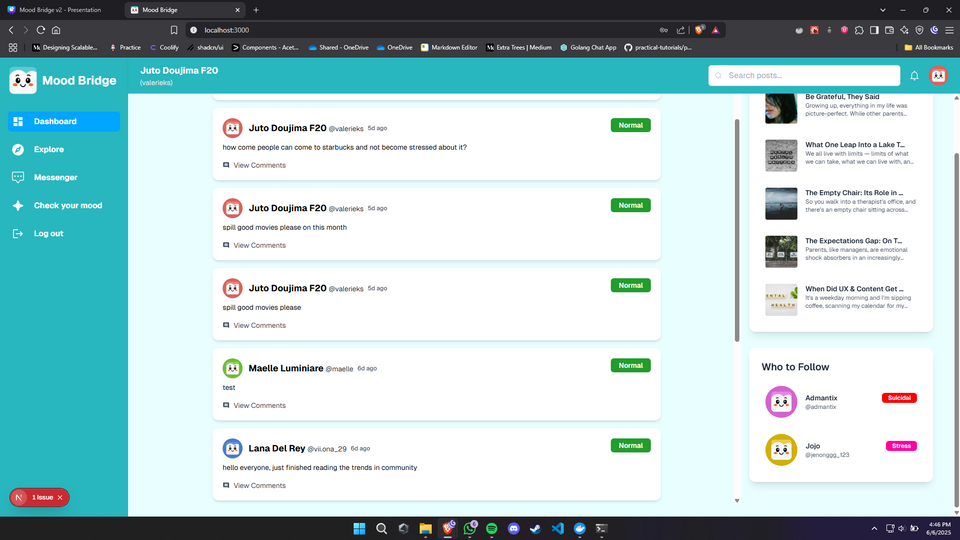 Mood Bridge v2 - Presentation
Mood Bridge
localhost:3000
Designing Scalable...
Practice
Coolify
shadcn/ui
Components - Acet...
Shared - OneDrive
OneDrive
Markdown Editor
Extra Trees | Medium
Golang Chat App
practical-tutorials/p...
All Bookmarks
Mood Bridge
Juto Doujima F20
(valerieks)
Search posts...
Dashboard
Explore
Messenger
Check your mood
Log out
N 1 Issue
Juto Doujima F20 @valerieks 5d ago
Normal
how come people can come to starbucks and not become stressed about it?
View Comments
Juto Doujima F20 @valerieks 5d ago
Normal
spill good movies please on this month
View Comments
Juto Doujima F20 @valerieks 5d ago
Normal
spill good movies please
View Comments
Maelle Luminiare @maelle 6d ago
Normal
test
View Comments
Lana Del Rey @vii.ona_29 6d ago
Normal
hello everyone, just finished reading the trends in community
View Comments
Be Grateful, They Said
Growing up, everything in my life was
picture-perfect. While other parents...
What One Leap Into a Lake T...
We all live with limits — limits of what
we can take, what we can live with, an...
The Empty Chair: Its Role in ...
So you walk into a therapist's office, and
there's an empty chair sitting across...
The Expectations Gap: On T...
Parents, like managers, are emotional
shock absorbers in an increasingly...
When Did UX & Content Get ...
It's a weekday morning and I'm sipping
coffee, scanning my calendar for my...
Who to Follow
Admantix
@admantix
Suicidal
Jojo
@jenonggg_123
Stress
4:46 PM
6/6/2025